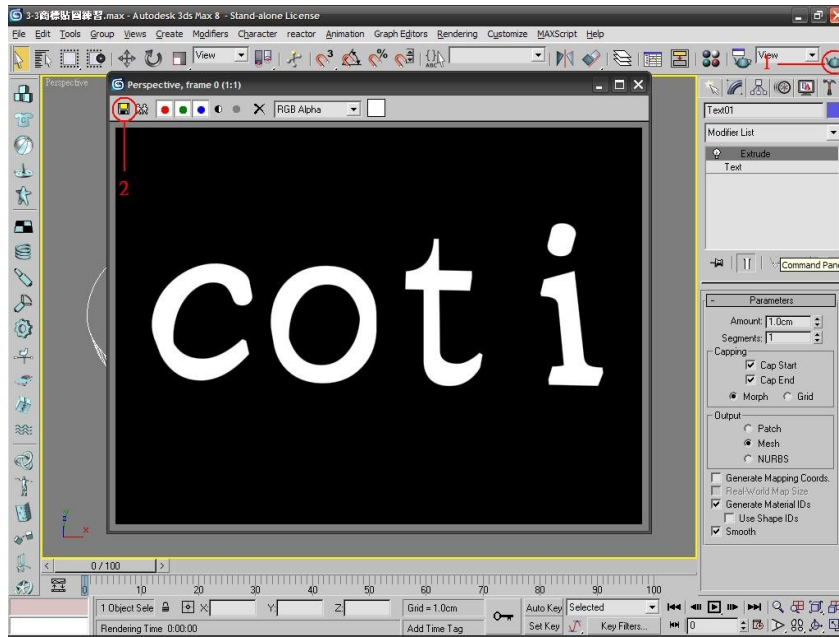 3-3商標貼圖練習.max - Autodesk 3ds Max 8 - Stand-alone License
File Edit Tools Group Views Create Modifiers Character reactor Animation Graph Editors Rendering Customize MAXScript Help
View
View
1
Perspective
Perspective, frame 0 (1:1)
RGB Alpha
2
coti
Text01
Modifier List
Extrude
Text
Command Pane
Parameters
Amount: 1.0cm
Segments: 1
Capping
Cap Start
Cap End
Morph Grid
Output
Patch
Mesh
NURBS
Generate Mapping Coords.
Real-World Map Size
Generate Material IDs
Use Shape IDs
Smooth
z
x
0 / 100
0 10 20 30 40 50 60 70 80 90 100
1 Object Sele X: Y: Z: Grid = 1.0cm Auto Key Selected
Rendering Time 0:00:00 Add Time Tag Set Key Key Filters... 0